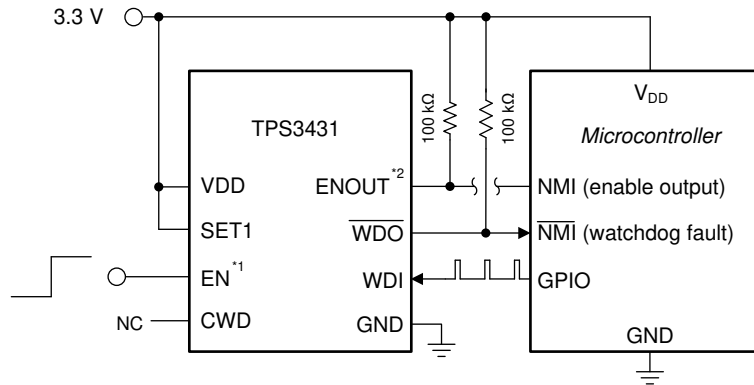 3.3 V
TPS3431
VDD
SET1
EN*1
NC
CWD
ENOUT*2
WDO
WDI
GND
100 kΩ
100 kΩ
VDD
Microcontroller
NMI (enable output)
NMI (watchdog fault)
GPIO
GND